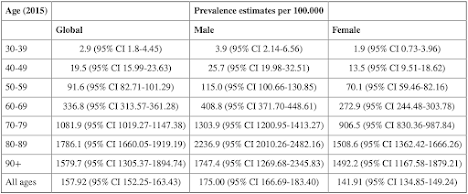 Age (2015) Prevalence estimates per 100.000
Global Male Female
30-39 2.9 (95% CI 1.8-4.45) 3.9 (95% CI 2.14-6.56) 1.9 (95% CI 0.73-3.96)
40-49 19.5 (95% CI 15.99-23.63) 25.7 (95% CI 19.98-32.51) 13.5 (95% CI 9.51-18.62)
50-59 91.6 (95% CI 82.71-101.29) 115.0 (95% CI 100.66-130.85) 70.1 (95% CI 59.46-82.16)
60-69 336.8 (95% CI 313.57-361.28) 408.8 (95% CI 371.70-448.61) 272.9 (95% CI 244.48-303.78)
70-79 1081.9 (95% CI 1019.27-1147.38) 1303.9 (95% CI 1200.95-1413.27) 906.5 (95% CI 830.36-987.84)
80-89 1786.1 (95% CI 1660.05-1919.19) 2236.9 (95% CI 2010.26-2482.16) 1508.6 (95% CI 1362.42-1666.26)
90+ 1579.7 (95% CI 1305.37-1894.74) 1747.4 (95% CI 1269.68-2345.83) 1492.2 (95% CI 1167.58-1879.21)
All ages 157.92 (95% CI 152.25-163.43) 175.00 (95% CI 166.69-183.40) 141.91 (95% CI 134.85-149.24)